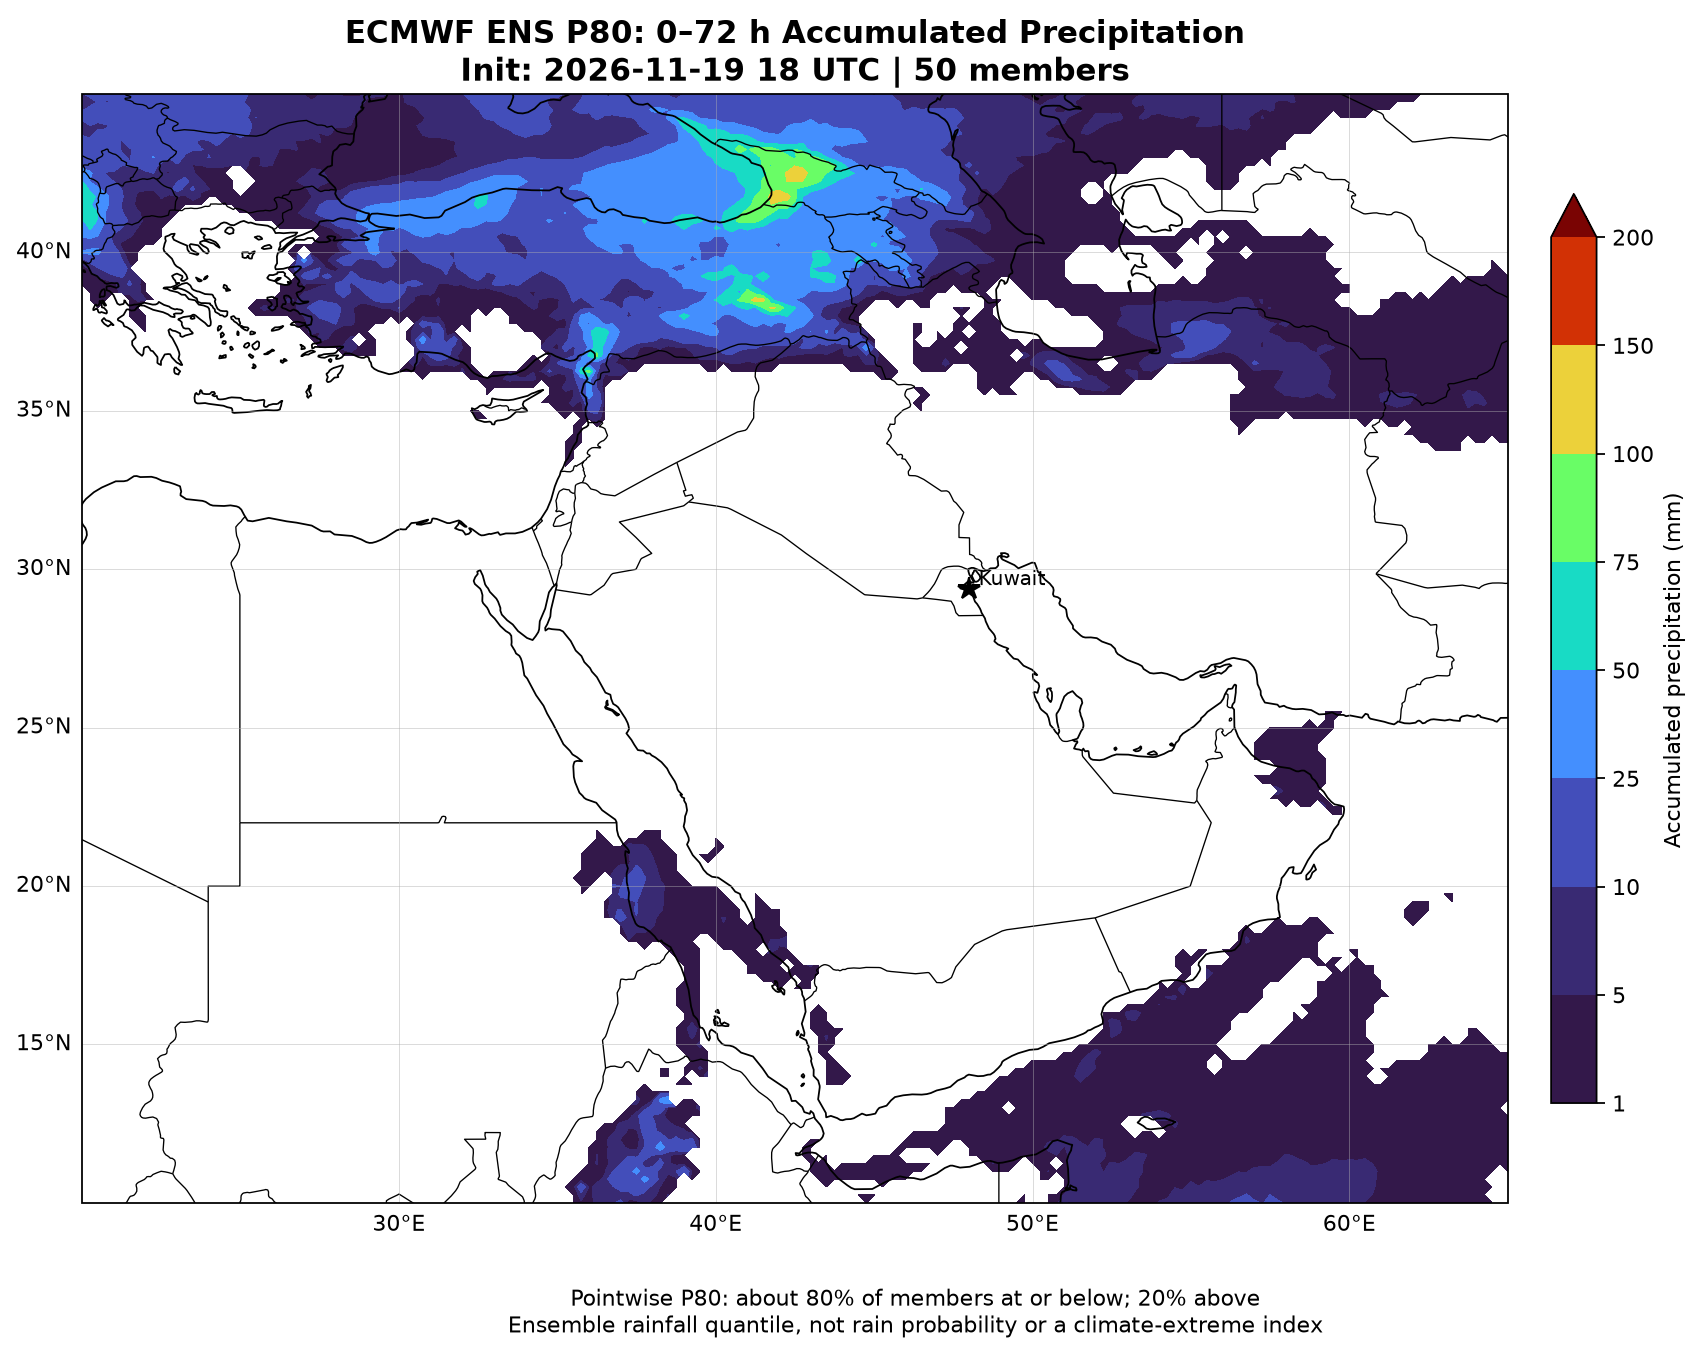 ECMWF ENS P80: 0–72 h Accumulated Precipitation
Init: 2026-11-19 18 UTC | 50 members
40°N
35°N
30°N
25°N
20°N
15°N
30°E
40°E
50°E
60°E
Kuwait
200
150
100
75
50
25
10
5
1
Accumulated precipitation (mm)
Pointwise P80: about 80% of members at or below; 20% above
Ensemble rainfall quantile, not rain probability or a climate-extreme index